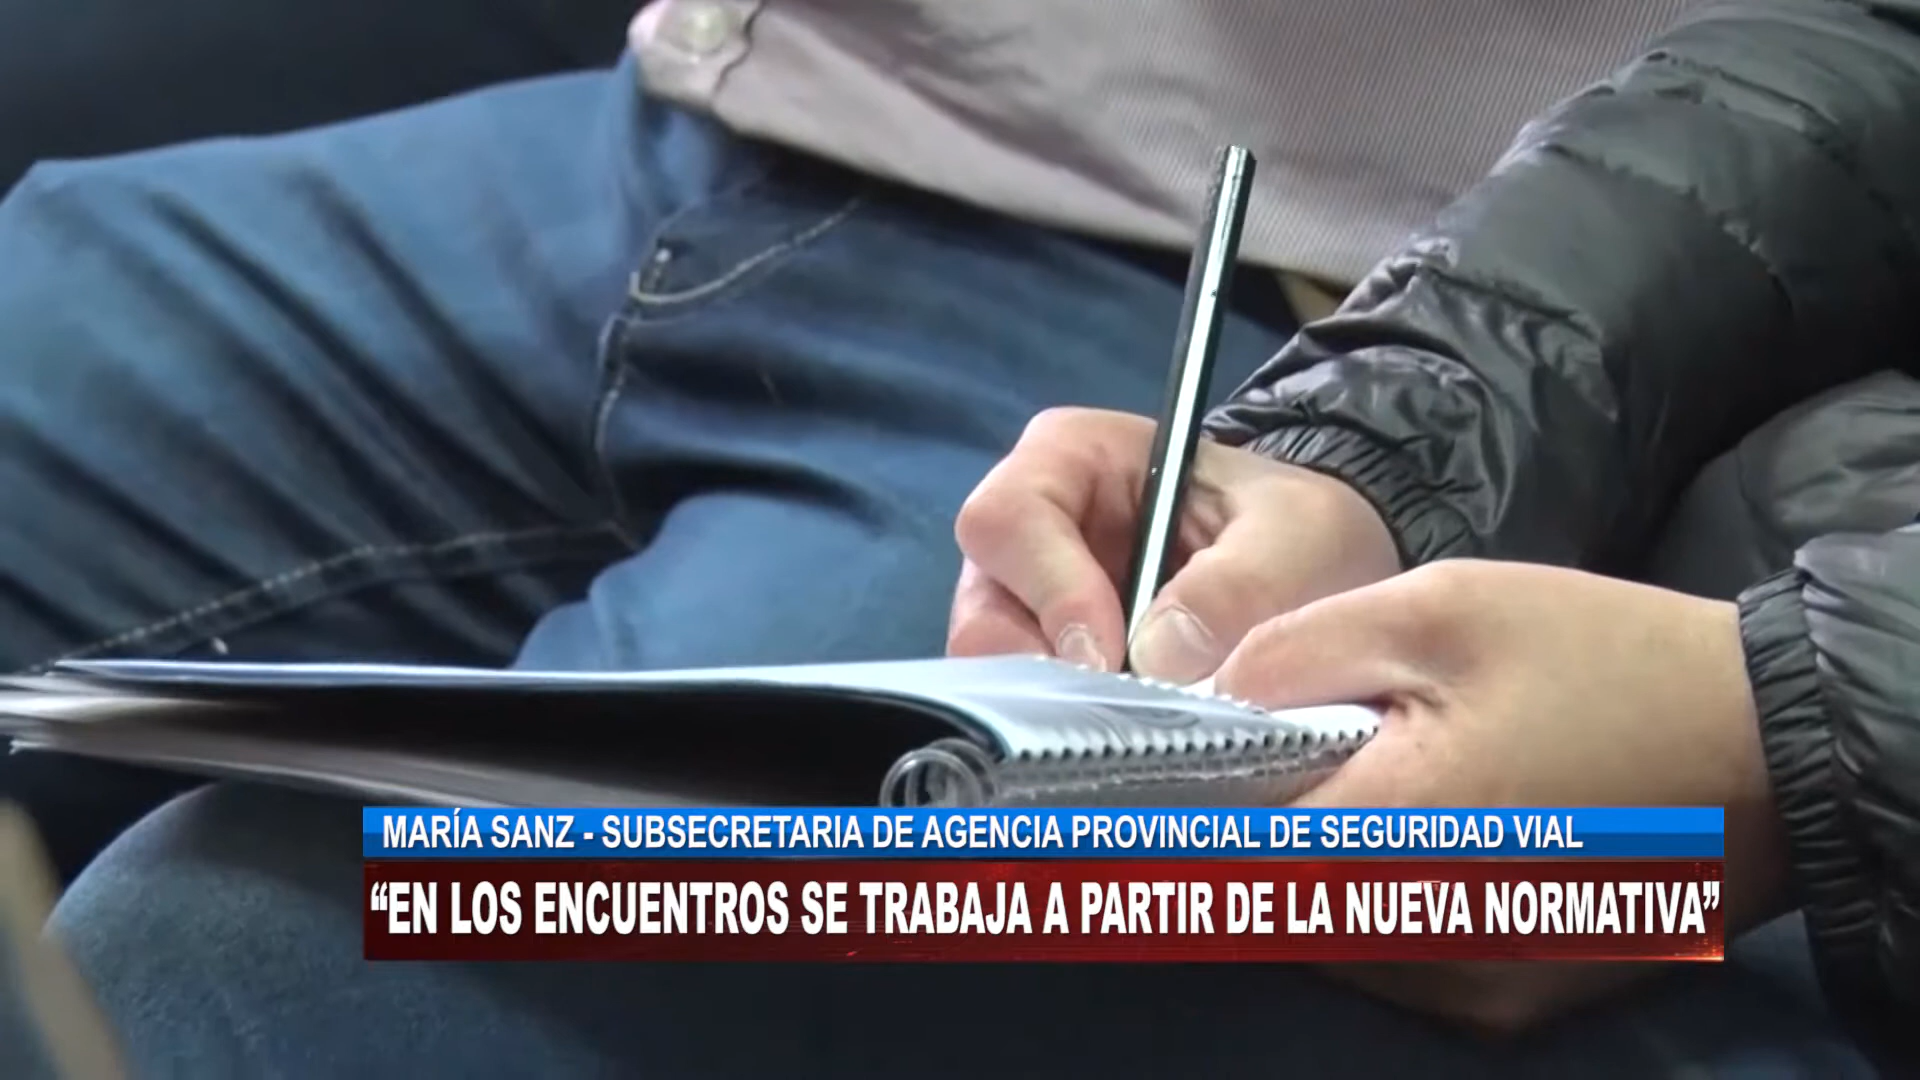 MARÍA SANZ - SUBSECRETARIA DE AGENCIA PROVINCIAL DE SEGURIDAD VIAL
“EN LOS ENCUENTROS SE TRABAJA A PARTIR DE LA NUEVA NORMATIVA”